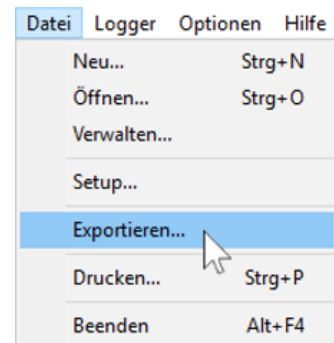 Datei Logger Optionen Hilfe
Neu... Strg+N
Öffnen... Strg+O
Verwalten...
Setup...
Exportieren...
Drucken... Strg+P
Beenden Alt+F4